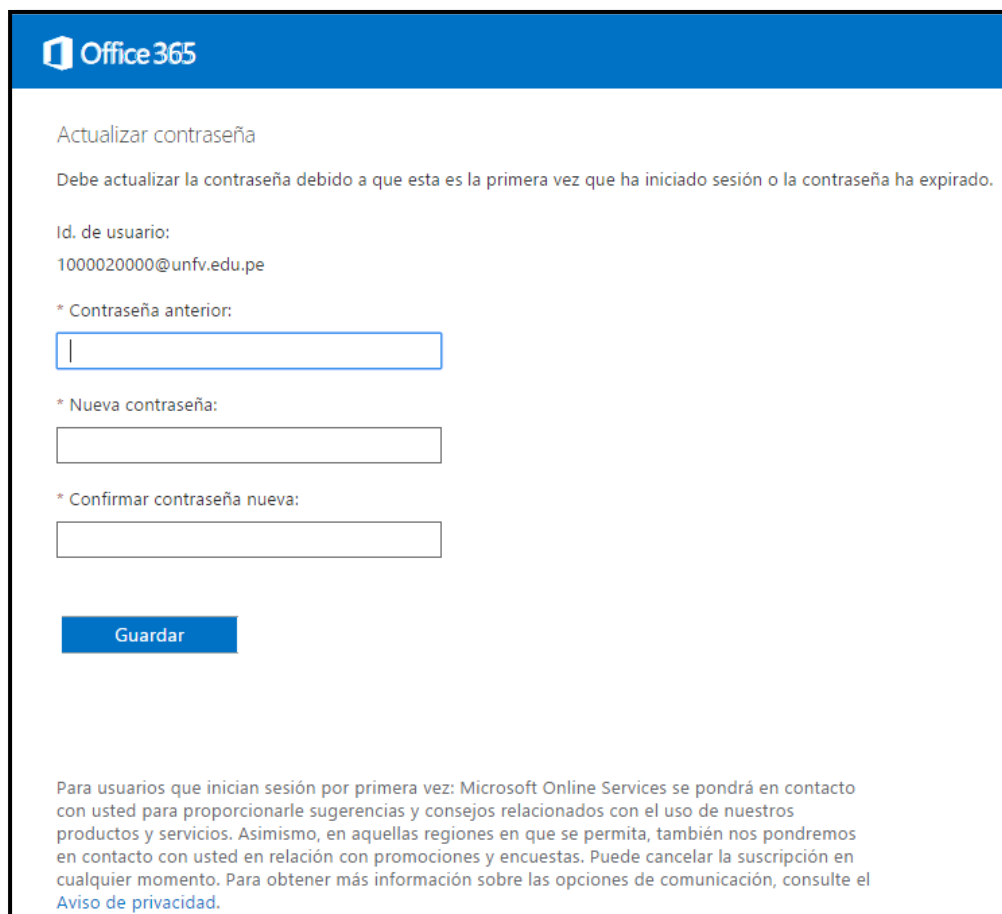 Office 365
Actualizar contraseña
Debe actualizar la contraseña debido a que esta es la primera vez que ha iniciado sesión o la contraseña ha expirado.
Id. de usuario:
1000020000@unfv.edu.pe
* Contraseña anterior:
* Nueva contraseña:
* Confirmar contraseña nueva:
Guardar
Para usuarios que inician sesión por primera vez: Microsoft Online Services se pondrá en contacto
con usted para proporcionarle sugerencias y consejos relacionados con el uso de nuestros
productos y servicios. Asimismo, en aquellas regiones en que se permita, también nos pondremos
en contacto con usted en relación con promociones y encuestas. Puede cancelar la suscripción en
cualquier momento. Para obtener más información sobre las opciones de comunicación, consulte el
Aviso de privacidad.